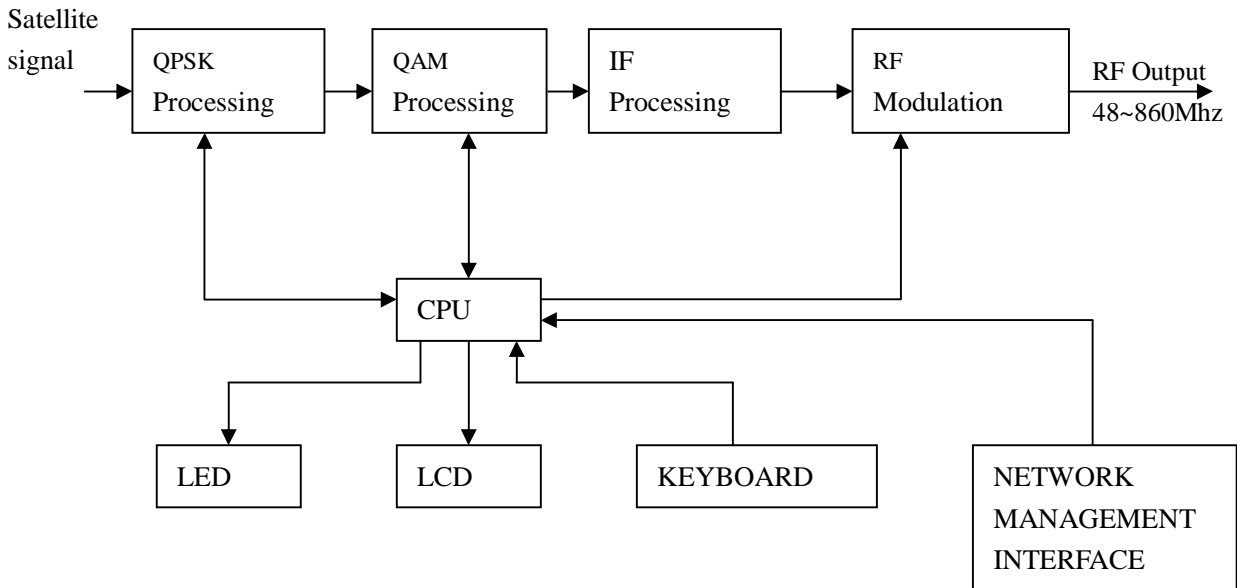 Satellite
signal
QPSK
Processing
QAM
Processing
IF
Processing
RF
Modulation
RF Output
48~860Mhz
CPU
LED
LCD
KEYBOARD
NETWORK
MANAGEMENT
INTERFACE